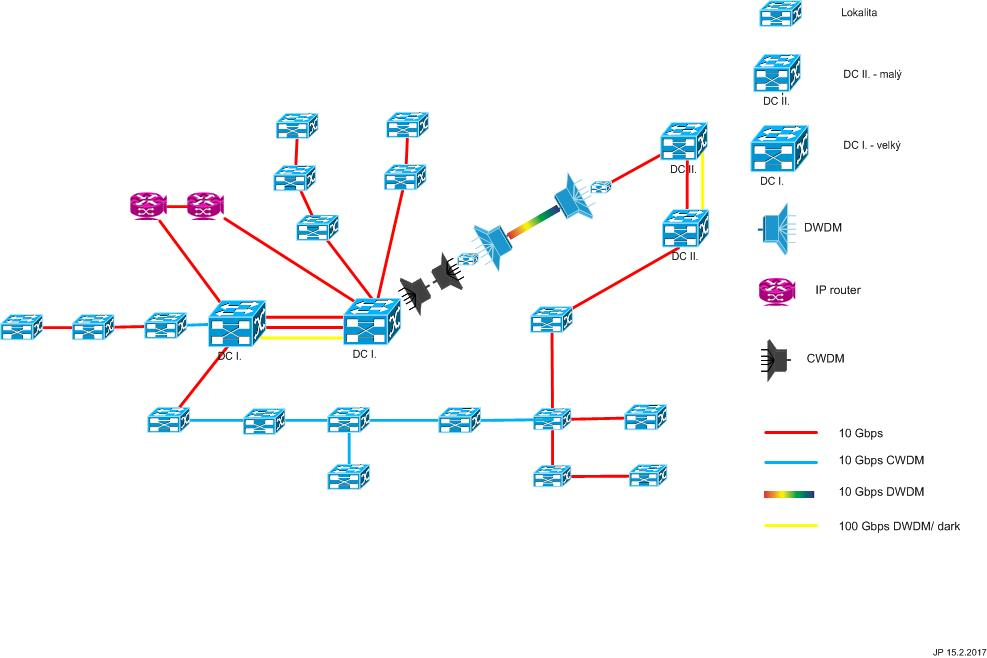 Lokalita
DC II. - malý
DC II.
DC I. - velký
DC I.
DC II.
DWDM
DC II.
IP router
DC I.
DC I.
CWDM
10 Gbps
10 Gbps CWDM
10 Gbps DWDM
100 Gbps DWDM/ dark
JP 15.2.2017